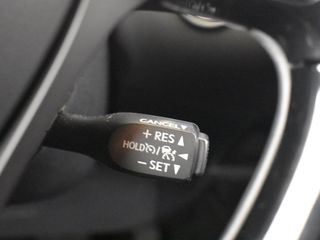 CANCEL
+ RES ▲
HOLD / ◄
− SET ▼